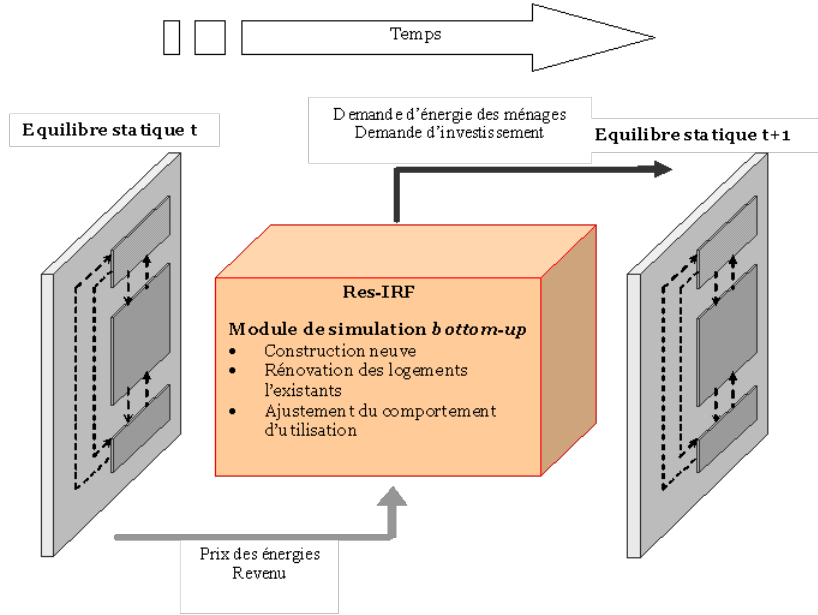 Temps
Demande d'énergie des ménages
Demande d'investissement
Equilibre statique t
Equilibre statique t+1
Res-IRF
Module de simulation bottom-up
• Construction neuve
• Rénovation des logements
l'existants
• Ajustement du comportement
d'utilisation
Prix des énergies
Revenu